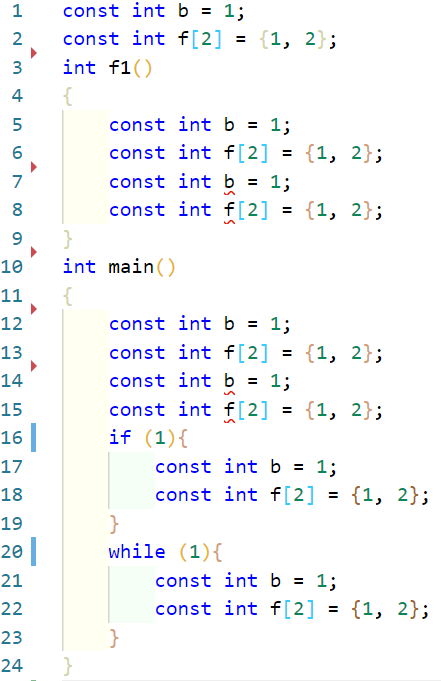 1 const int b = 1;
2 const int f[2] = {1, 2};
3 int f1()
4 {
5     const int b = 1;
6     const int f[2] = {1, 2};
7     const int b = 1;
8     const int f[2] = {1, 2};
9 }
10 int main()
11 {
12     const int b = 1;
13     const int f[2] = {1, 2};
14     const int b = 1;
15     const int f[2] = {1, 2};
16     if (1){
17         const int b = 1;
18         const int f[2] = {1, 2};
19     }
20     while (1){
21         const int b = 1;
22         const int f[2] = {1, 2};
23     }
24 }